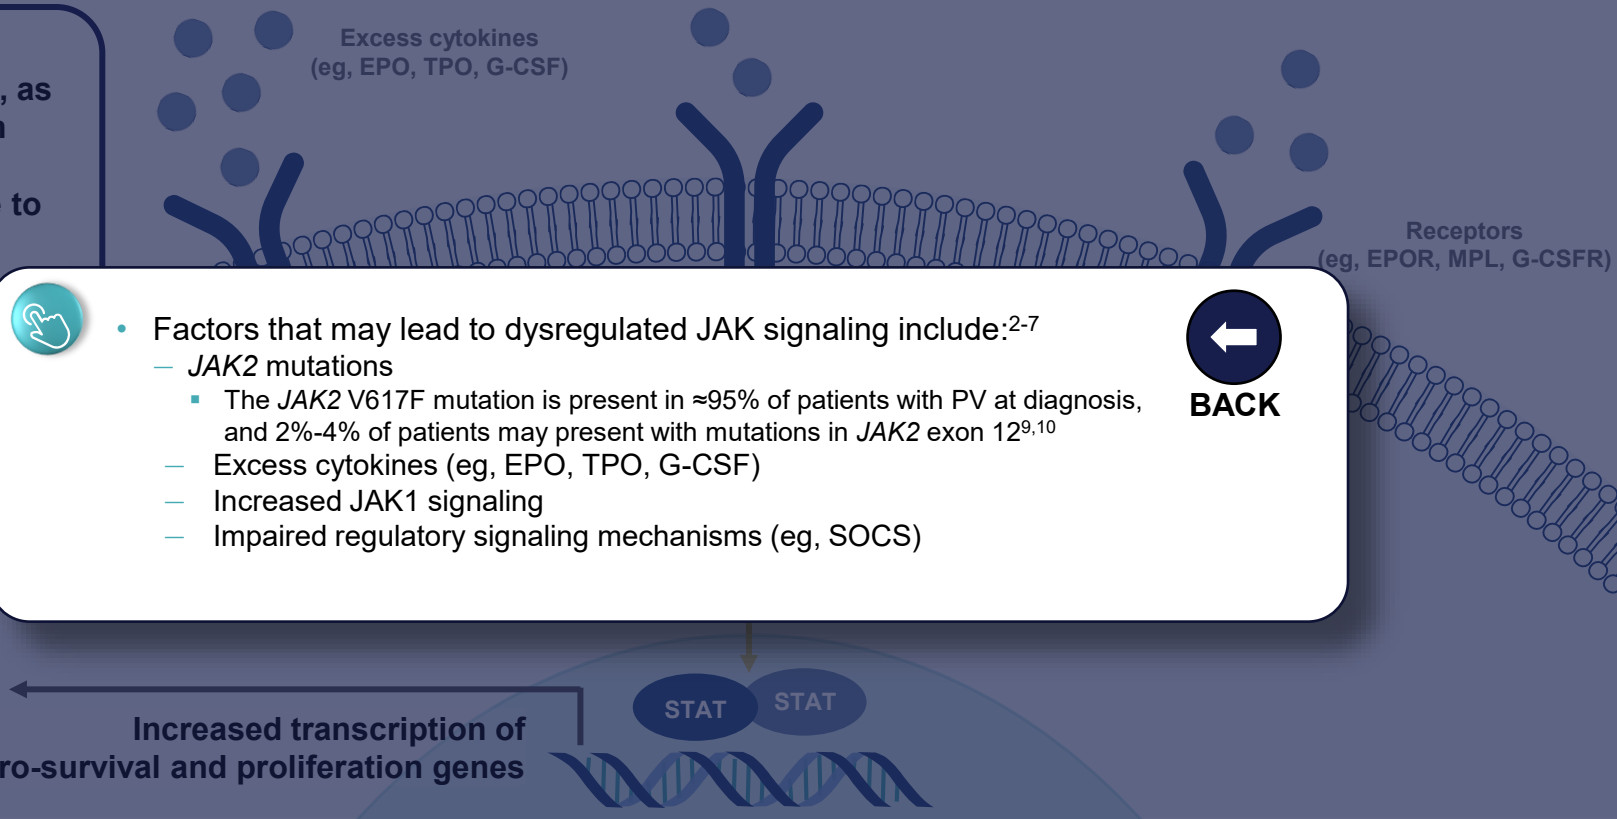 Excess cytokines
(eg, EPO, TPO, G-CSF)
, as
to
Receptors
(eg, EPOR, MPL, G-CSFR)
• Factors that may lead to dysregulated JAK signaling include:2-7
– JAK2 mutations
▪ The JAK2 V617F mutation is present in ≈95% of patients with PV at diagnosis,
and 2%-4% of patients may present with mutations in JAK2 exon 129,10
– Excess cytokines (eg, EPO, TPO, G-CSF)
– Increased JAK1 signaling
– Impaired regulatory signaling mechanisms (eg, SOCS)
BACK
STAT
STAT
Increased transcription of
ro-survival and proliferation genes